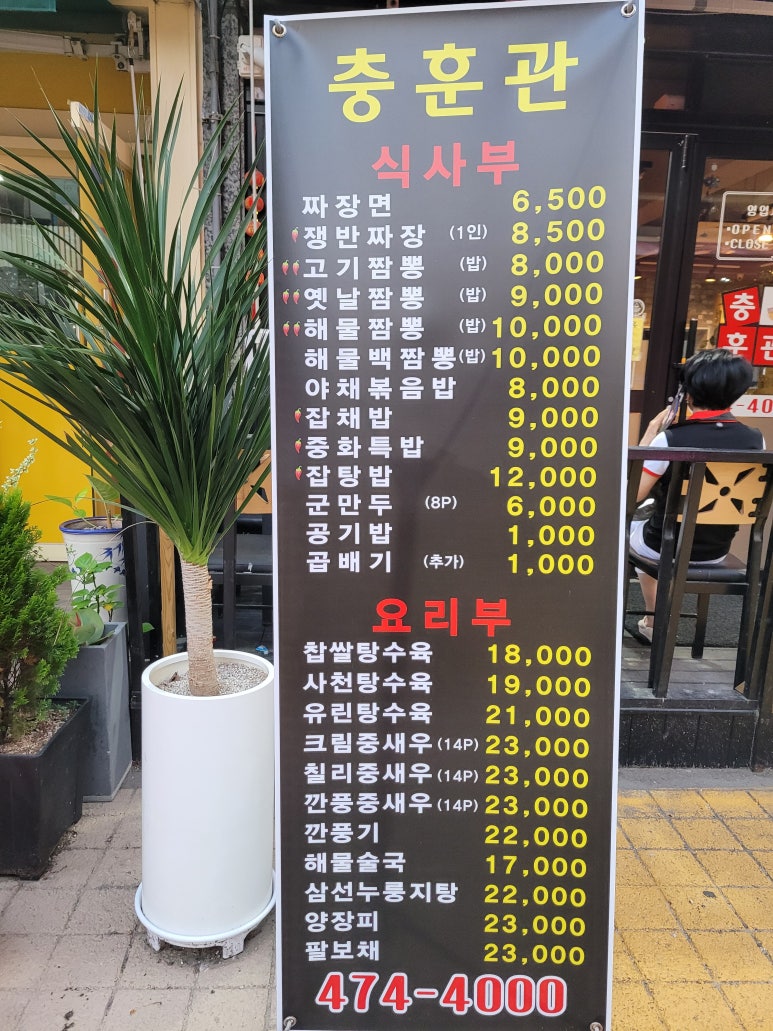 충훈관
식사부
짜장면 6,500
쟁반짜장 (1인) 8,500
고기짬뽕 (밥) 8,000
옛날짬뽕 (밥) 9,000
해물짬뽕 (밥) 10,000
해물백짬뽕 (밥) 10,000
야채볶음밥 8,000
잡채밥 9,000
중화특밥 9,000
잡탕밥 12,000
군만두 (8P) 6,000
공기밥 1,000
곱배기 (추가) 1,000
요리부
찹쌀탕수육 18,000
사천탕수육 19,000
유린탕수육 21,000
크림중새우 (14P) 23,000
칠리중새우 (14P) 23,000
깐풍중새우 (14P) 23,000
깐풍기 22,000
해물술국 17,000
삼선누룽지탕 22,000
양장피 23,000
팔보채 23,000
474-4000
영업
•OPEN
•CLOSE
충
훈관
-40